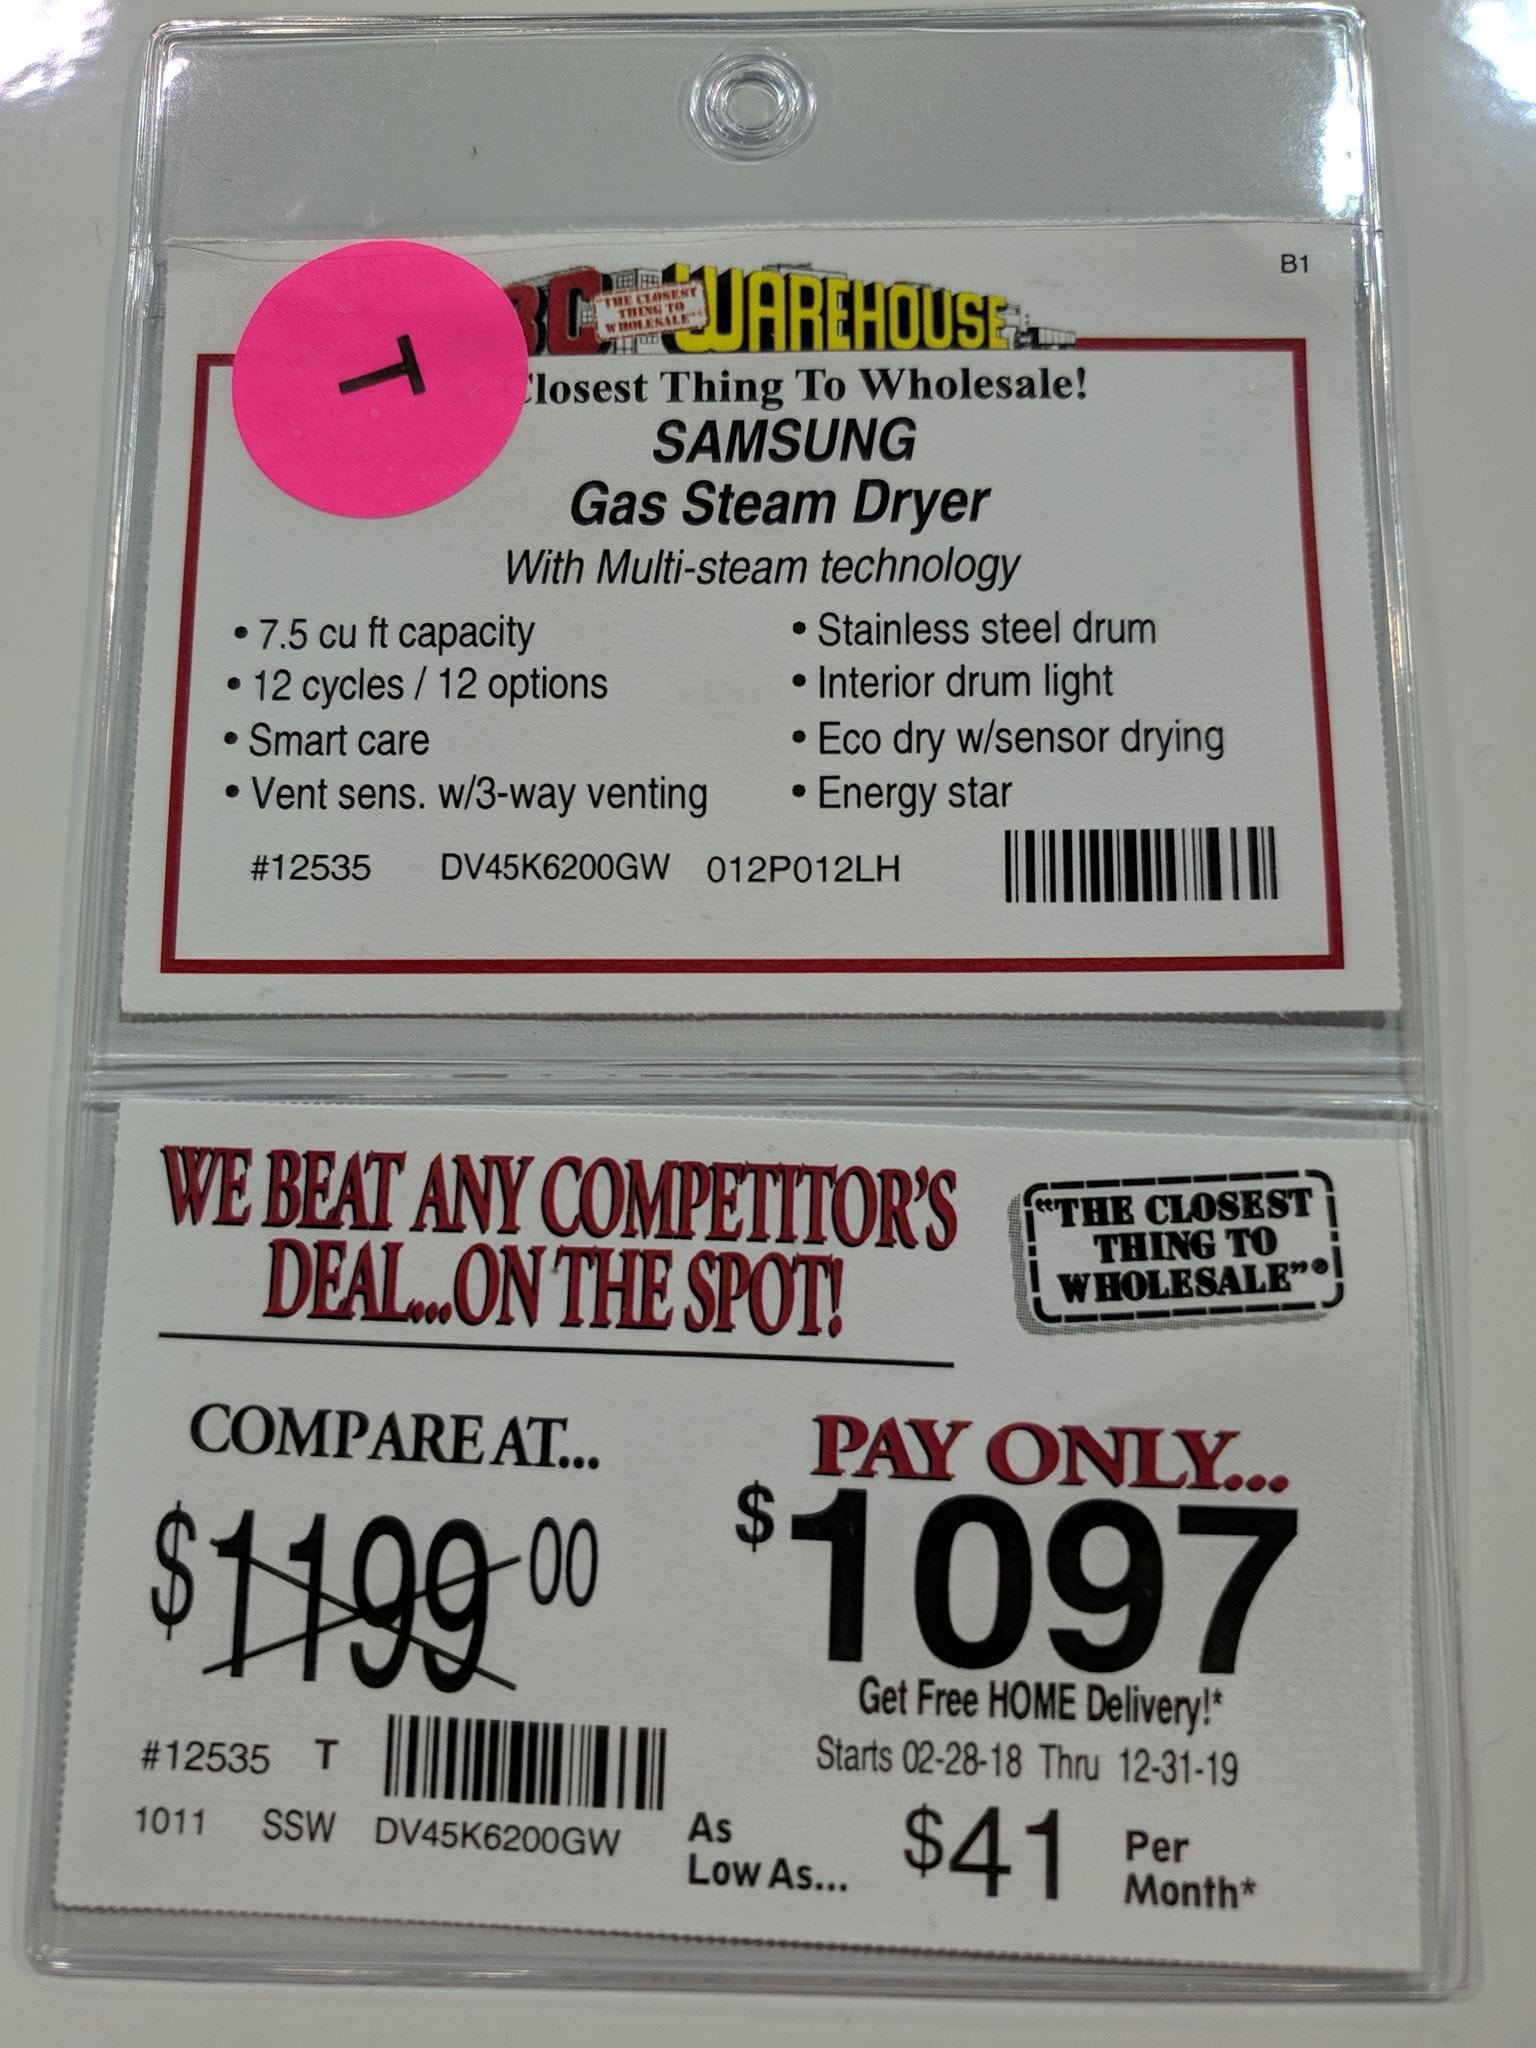 B1
BC WAREHOUSE
"THE CLOSEST
THING TO
WHOLESALE"
T
Closest Thing To Wholesale!
SAMSUNG
Gas Steam Dryer
With Multi-steam technology
• 7.5 cu ft capacity
• 12 cycles / 12 options
• Smart care
• Vent sens. w/3-way venting
• Stainless steel drum
• Interior drum light
• Eco dry w/sensor drying
• Energy star
#12535 DV45K6200GW 012P012LH
WE BEAT ANY COMPETITOR'S
DEAL...ON THE SPOT!
"THE CLOSEST
THING TO
WHOLESALE"®
COMPARE AT...
$1199 00
PAY ONLY...
$1097
Get Free HOME Delivery!*
Starts 02-28-18 Thru 12-31-19
#12535 T
1011 SSW DV45K6200GW
As
Low As...
$41
Per
Month*